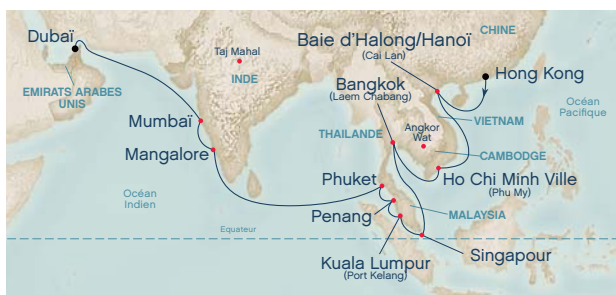 Dubaï
EMIRATS ARABES
UNIS
Taj Mahal
INDE
Mumbaï
Mangalore
Océan
Indien
Equateur
CHINE
Baie d’Halong/Hanoï
(Cai Lan)
Hong Kong
Bangkok
(Laem Chabang)
Océan
Pacifique
VIETNAM
THAILANDE
Angkor
Wat
CAMBODGE
Ho Chi Minh Ville
(Phu My)
Phuket
Penang
MALAYSIA
Kuala Lumpur
(Port Kelang)
Singapour